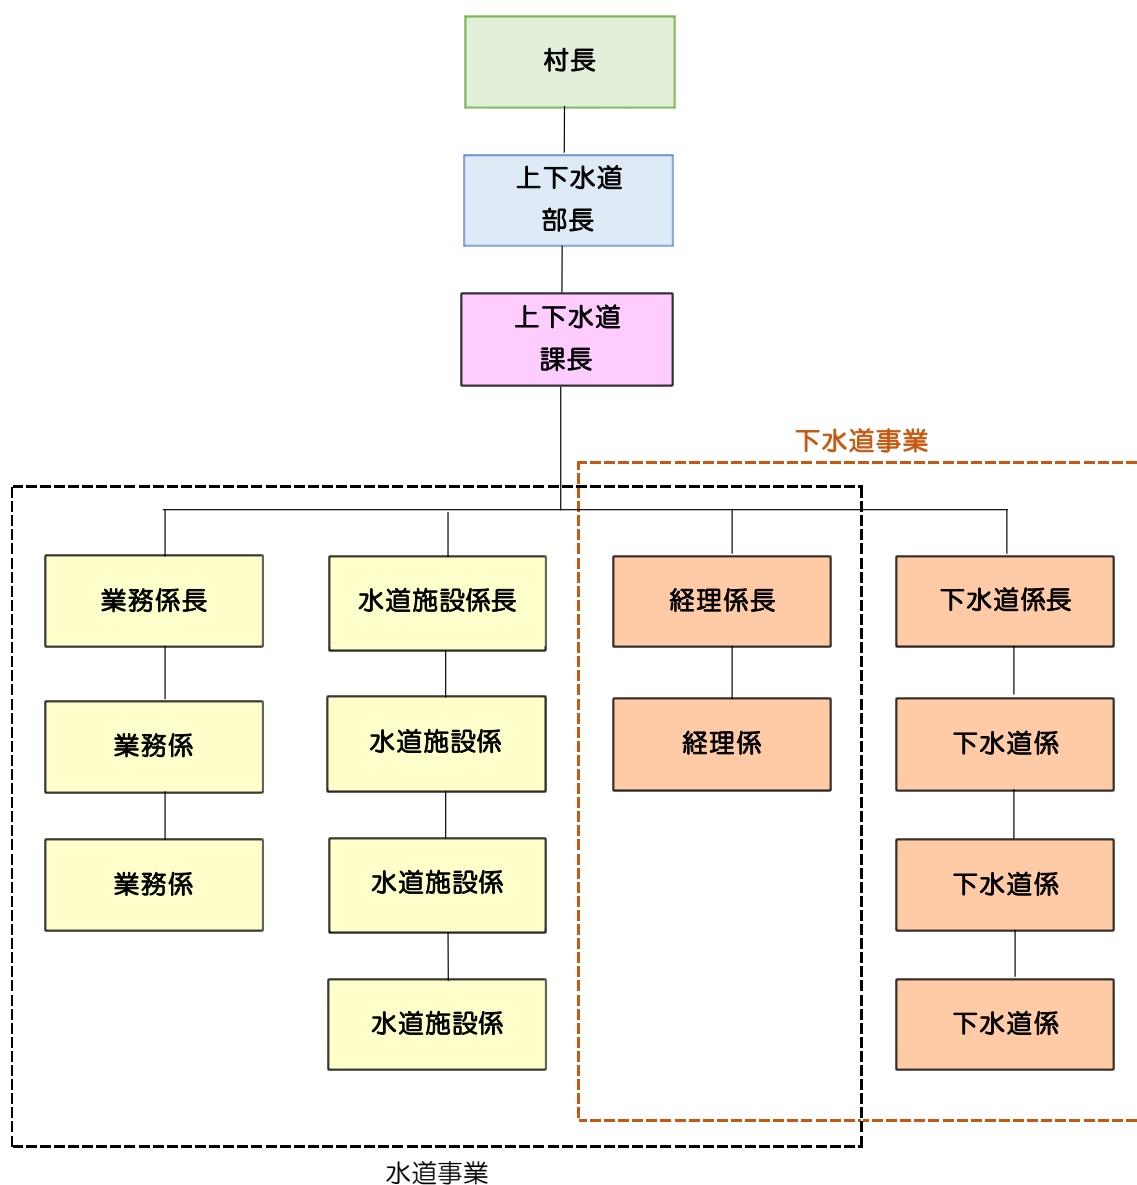 村長
上下水道
部長
上下水道
課長
下水道事業
業務係長
水道施設係長
経理係長
下水道係長
業務係
水道施設係
経理係
下水道係
業務係
水道施設係
下水道係
水道施設係
下水道係
水道事業